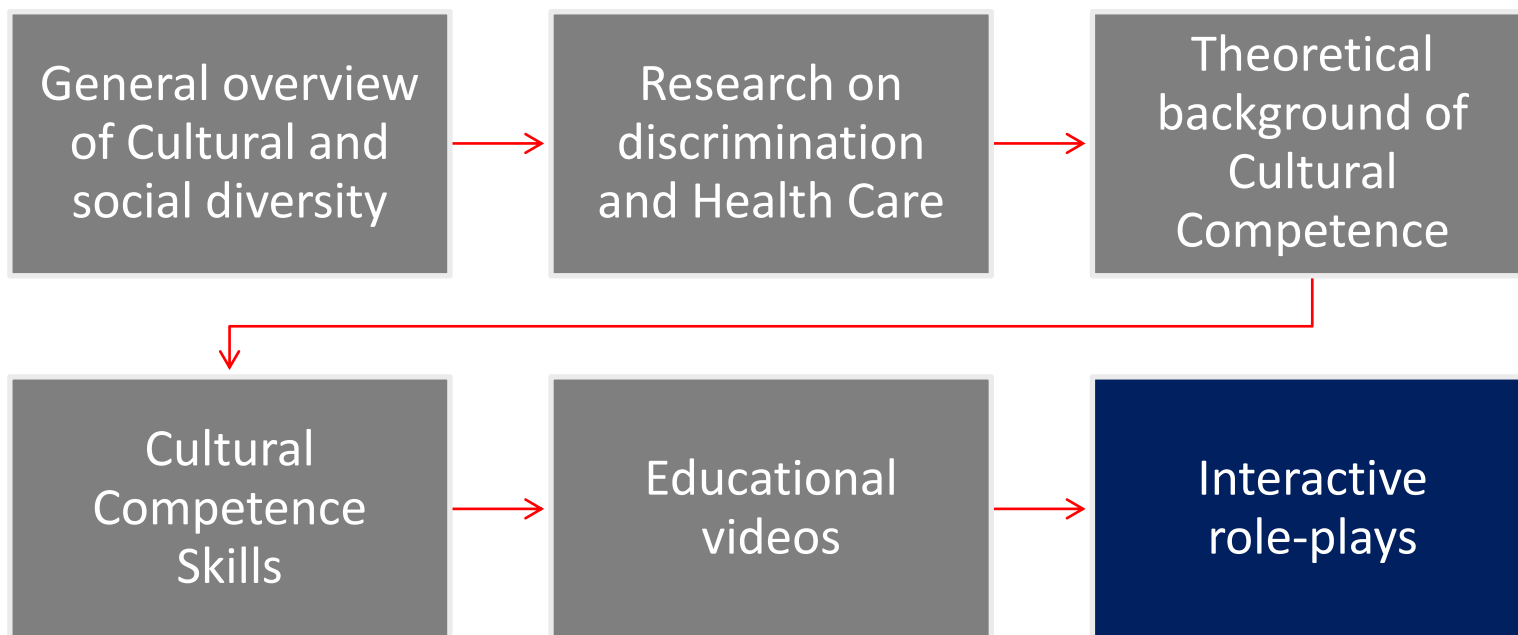 General overview
of Cultural and
social diversity
Research on
discrimination
and Health Care
Theoretical
background of
Cultural
Competence
Cultural
Competence
Skills
Educational
videos
Interactive
role-plays